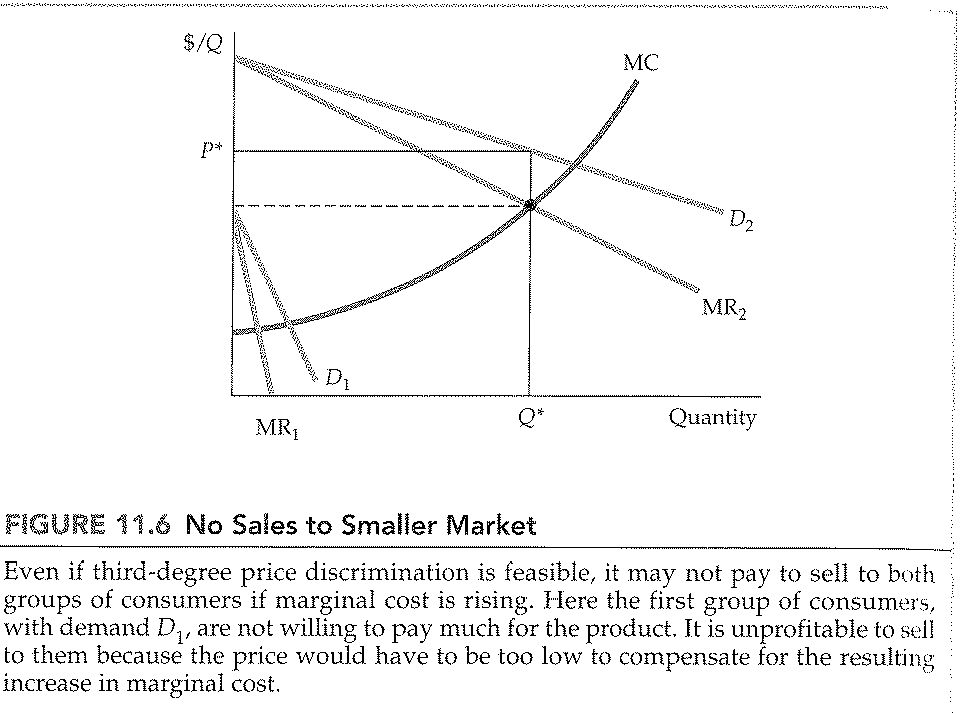 $/Q
MC
P*
D2
MR2
D1
MR1
Q*
Quantity
FIGURE 11.6 No Sales to Smaller Market
Even if third-degree price discrimination is feasible, it may not pay to sell to both
groups of consumers if marginal cost is rising. Here the first group of consumers,
with demand D1, are not willing to pay much for the product. It is unprofitable to sell
to them because the price would have to be too low to compensate for the resulting
increase in marginal cost.